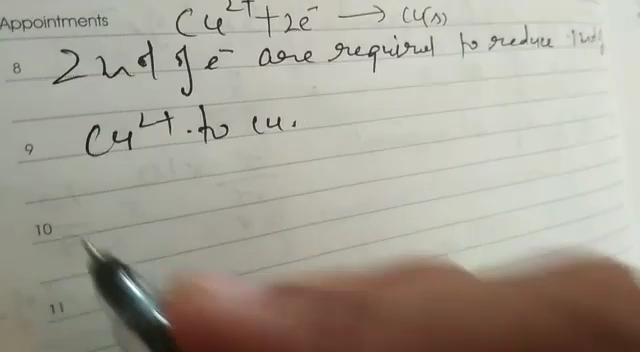 Appointments
Cu²⁺ + 2e⁻ → Cu(s)
8
2 mol of e⁻ are required to reduce 1 mol of
9
Cu²⁺ to Cu.
10
11